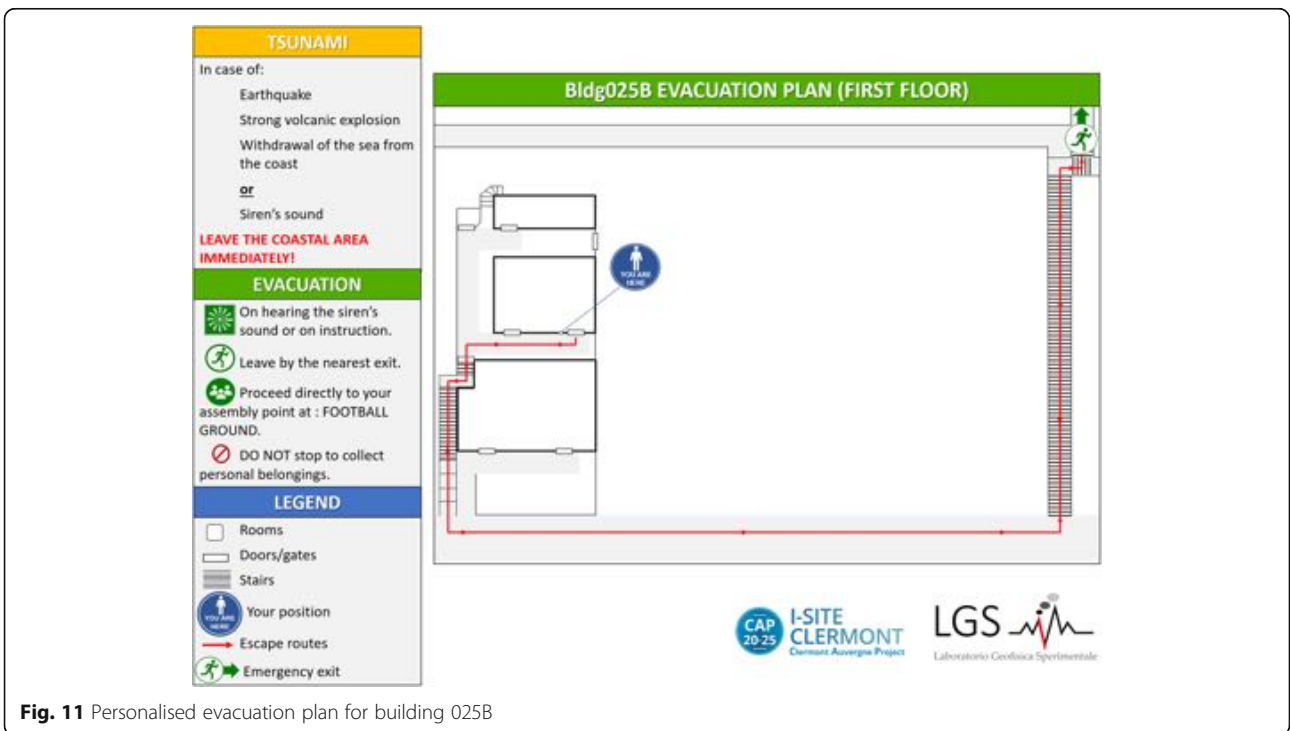 TSUNAMI
In case of:
Earthquake
Strong volcanic explosion
Withdrawal of the sea from
the coast
or
Siren's sound
LEAVE THE COASTAL AREA
IMMEDIATELY!
EVACUATION
On hearing the siren's
sound or on instruction.
Leave by the nearest exit.
Proceed directly to your
assembly point at : FOOTBALL
GROUND.
DO NOT stop to collect
personal belongings.
LEGEND
Rooms
Doors/gates
Stairs
YOU ARE
HERE
Your position
Escape routes
Emergency exit
Bldg025B EVACUATION PLAN (FIRST FLOOR)
YOU ARE
HERE
CAP
20-25
I-SITE
CLERMONT
Clermont Auvergne Project
LGS
Laboratorio Geofisica Sperimentale
Fig. 11 Personalised evacuation plan for building 025B